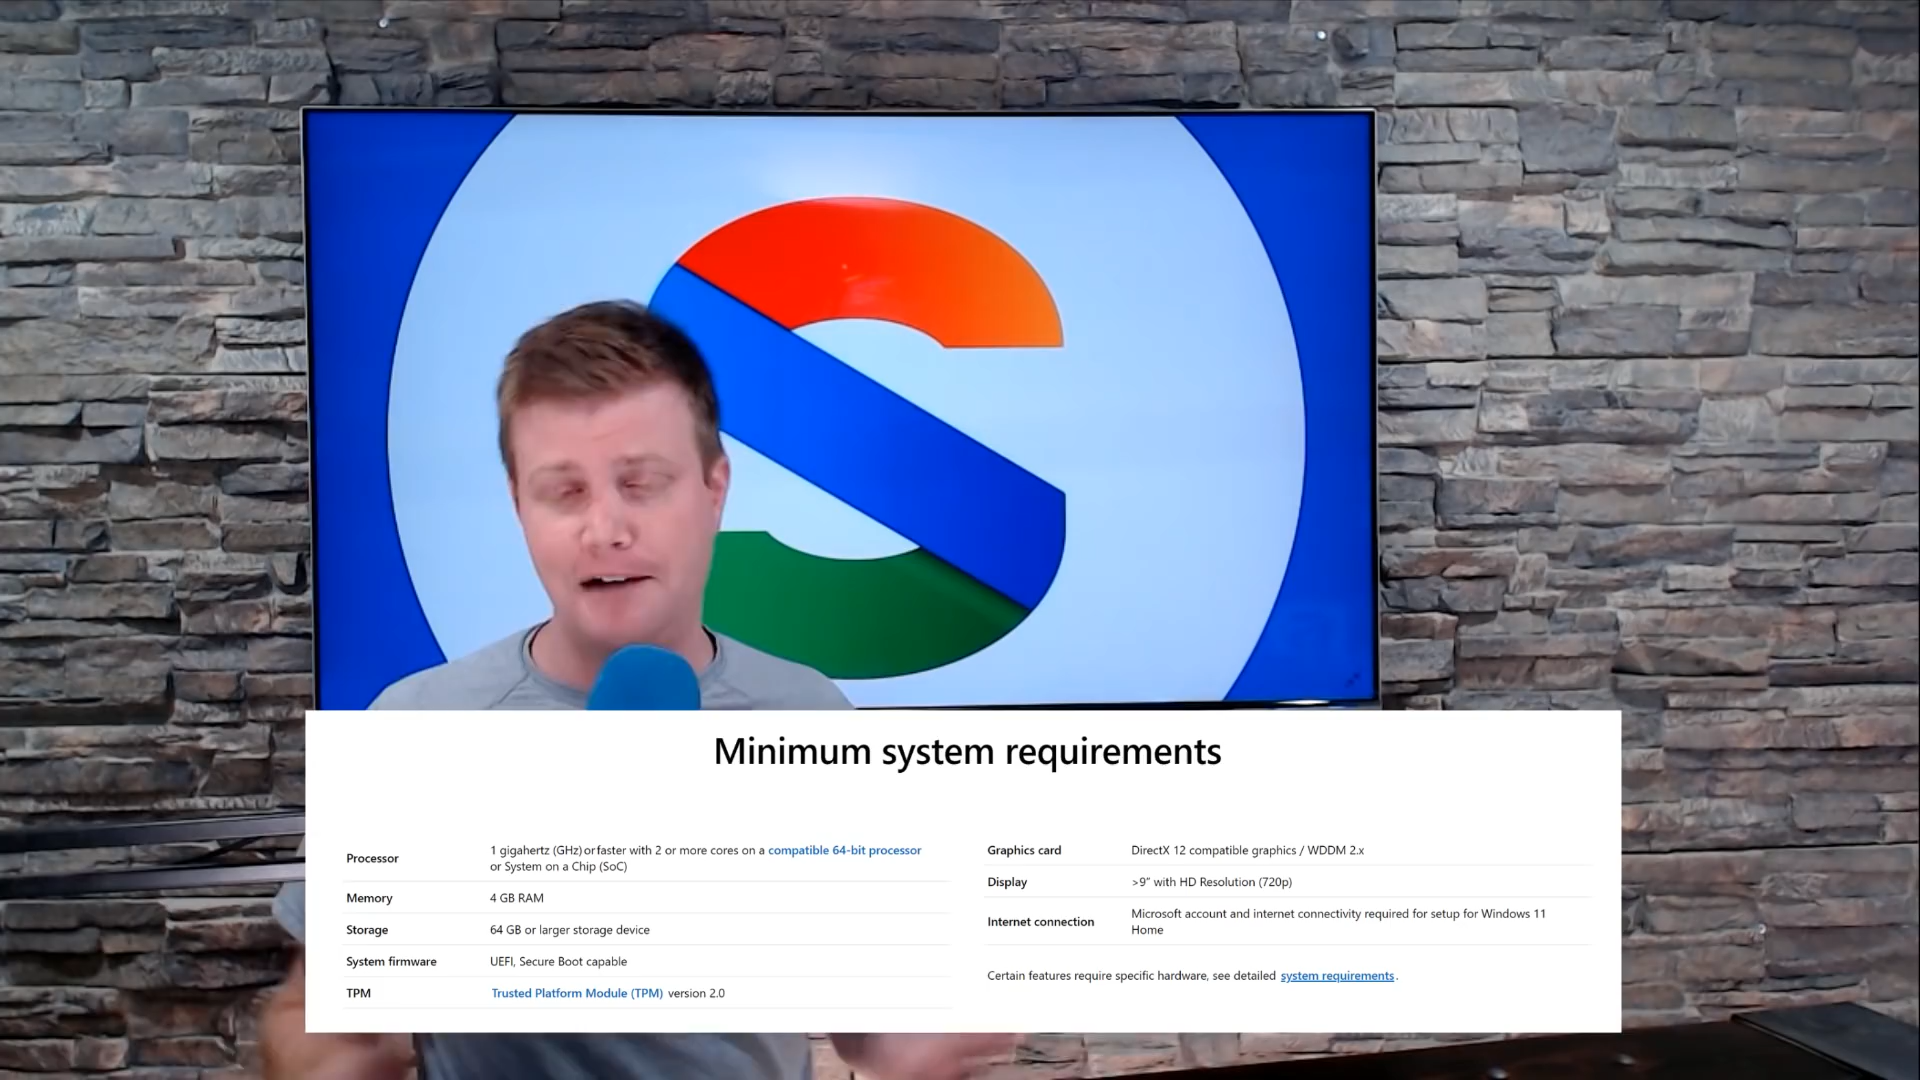 Minimum system requirements
Processor
1 gigahertz (GHz) or faster with 2 or more cores on a compatible 64-bit processor
or System on a Chip (SoC)
Memory
4 GB RAM
Storage
64 GB or larger storage device
System firmware
UEFI, Secure Boot capable
TPM
Trusted Platform Module (TPM) version 2.0
Graphics card
DirectX 12 compatible graphics / WDDM 2.x
Display
>9" with HD Resolution (720p)
Internet connection
Microsoft account and internet connectivity required for setup for Windows 11
Home
Certain features require specific hardware, see detailed system requirements.